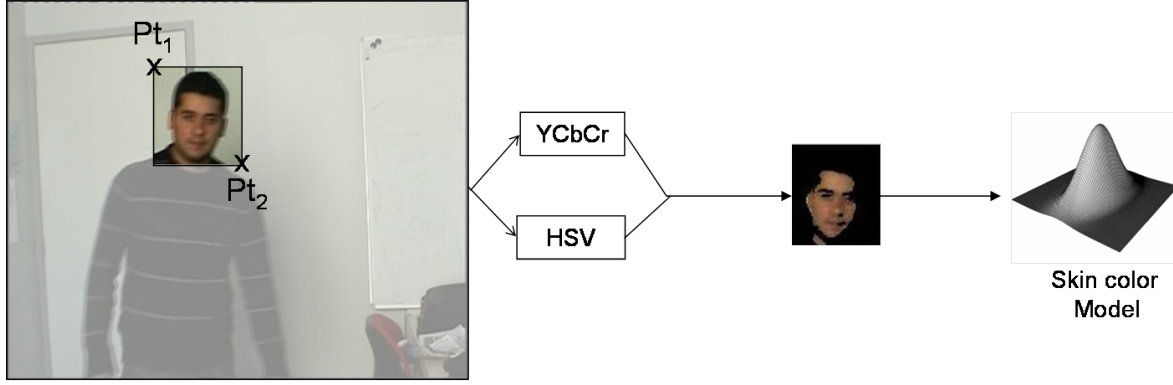 Pt1
Pt2
YCbCr
HSV
Skin color
Model